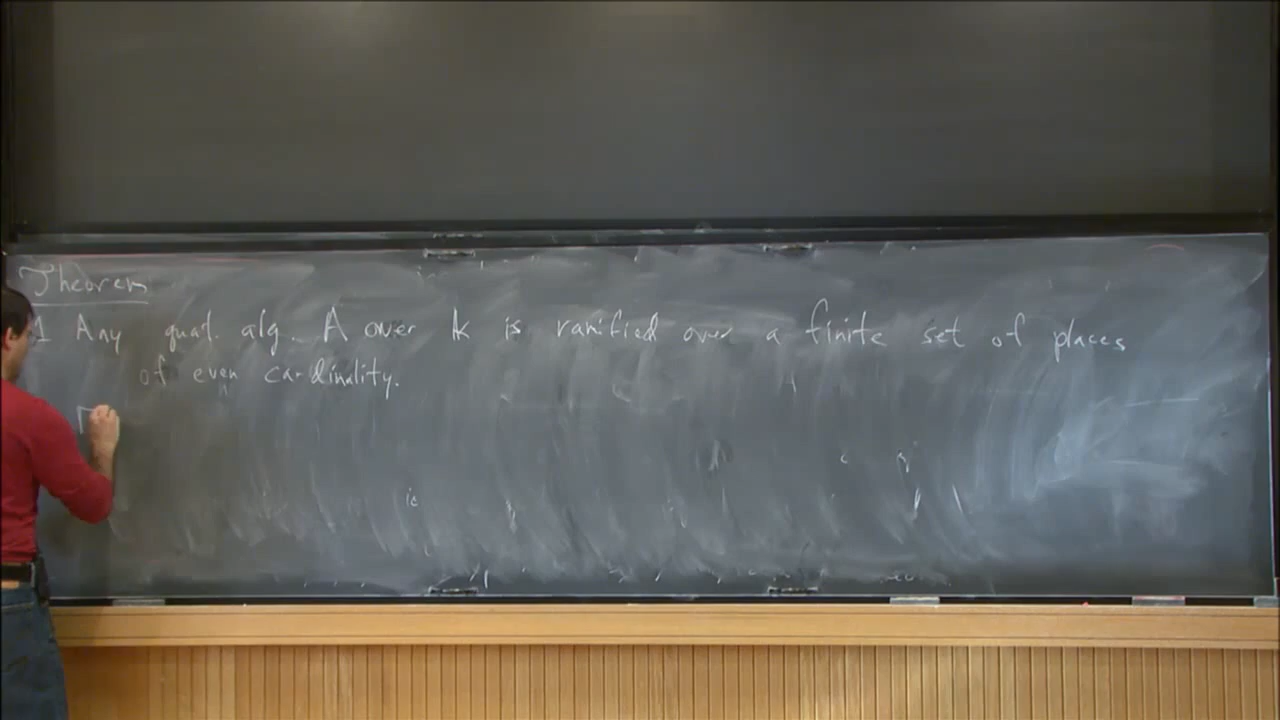 Theorem
1 Any quat. alg. A over k is ramified over a finite set of places
of even cardinality.